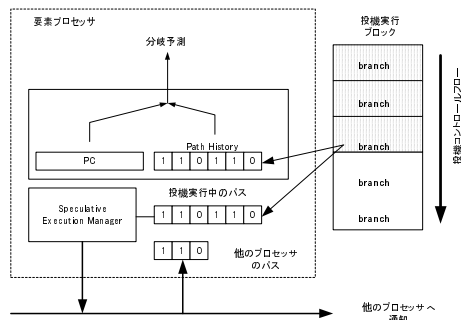 要素プロセッサ
分岐予測
Path History
PC
1 1 0 1 1 0
投機実行中のパス
Speculative
Execution Manager
1 1 0 1 1 0
1 1 0
他のプロセッサ
のパス
投機実行
ブロック
branch
branch
branch
branch
branch
投機コントロールフロー
他のプロセッサへ
通知